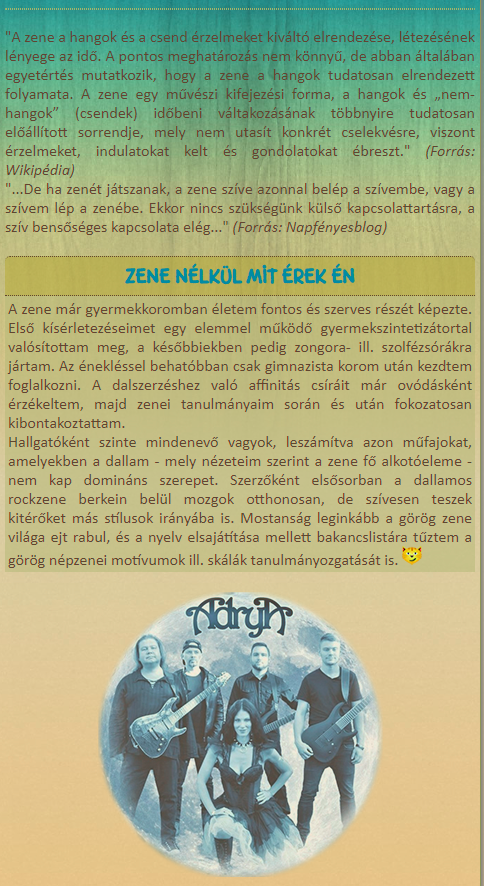 "A zene a hangok és a csend érzelmeket kiváltó elrendezése, létezésének
lényege az idő. A pontos meghatározás nem könnyű, de abban általában
egyetértés mutatkozik, hogy a zene a hangok tudatosan elrendezett
folyamata. A zene egy művészi kifejezési forma, a hangok és „nem-
hangok” (csendek) időbeni váltakozásának többnyire tudatosan
előállított sorrendje, mely nem utasít konkrét cselekvésre, viszont
érzelmeket, indulatokat kelt és gondolatokat ébreszt." (Forrás:
Wikipédia)
"...De ha zenét játszanak, a zene szíve azonnal belép a szívembe, vagy a
szívem lép a zenébe. Ekkor nincs szükségünk külső kapcsolattartásra, a
szív bensőséges kapcsolata elég..." (Forrás: Napfényesblog)
ZENE NÉLKÜL MIT ÉREK ÉN
A zene már gyermekkoromban életem fontos és szerves részét képezte.
Első kísérletezéseimet egy elemmel működő gyermekszintetizátortal
valósítottam meg, a későbbiekben pedig zongora- ill. szolfézsórákra
jártam. Az énekléssel behatóbban csak gimnazista korom után kezdtem
foglalkozni. A dalszerzéshez való affinitás csíráit már ovódásként
érzékeltem, majd zenei tanulmányaim során és után fokozatosan
kibontakoztattam.
Hallgatóként szinte mindenevő vagyok, leszámítva azon műfajokat,
amelyekben a dallam - mely nézeteim szerint a zene fő alkotóeleme -
nem kap domináns szerepet. Szerzőként elsősorban a dallamos
rockzene berkein belül mozgok otthonosan, de szívesen teszek
kitérőket más stílusok irányába is. Mostanság leginkább a görög zene
világa ejt rabul, és a nyelv elsajátítása mellett bakancslistára tűztem a
görög népzenei motívumok ill. skálák tanulmányozgatását is.
AdryA